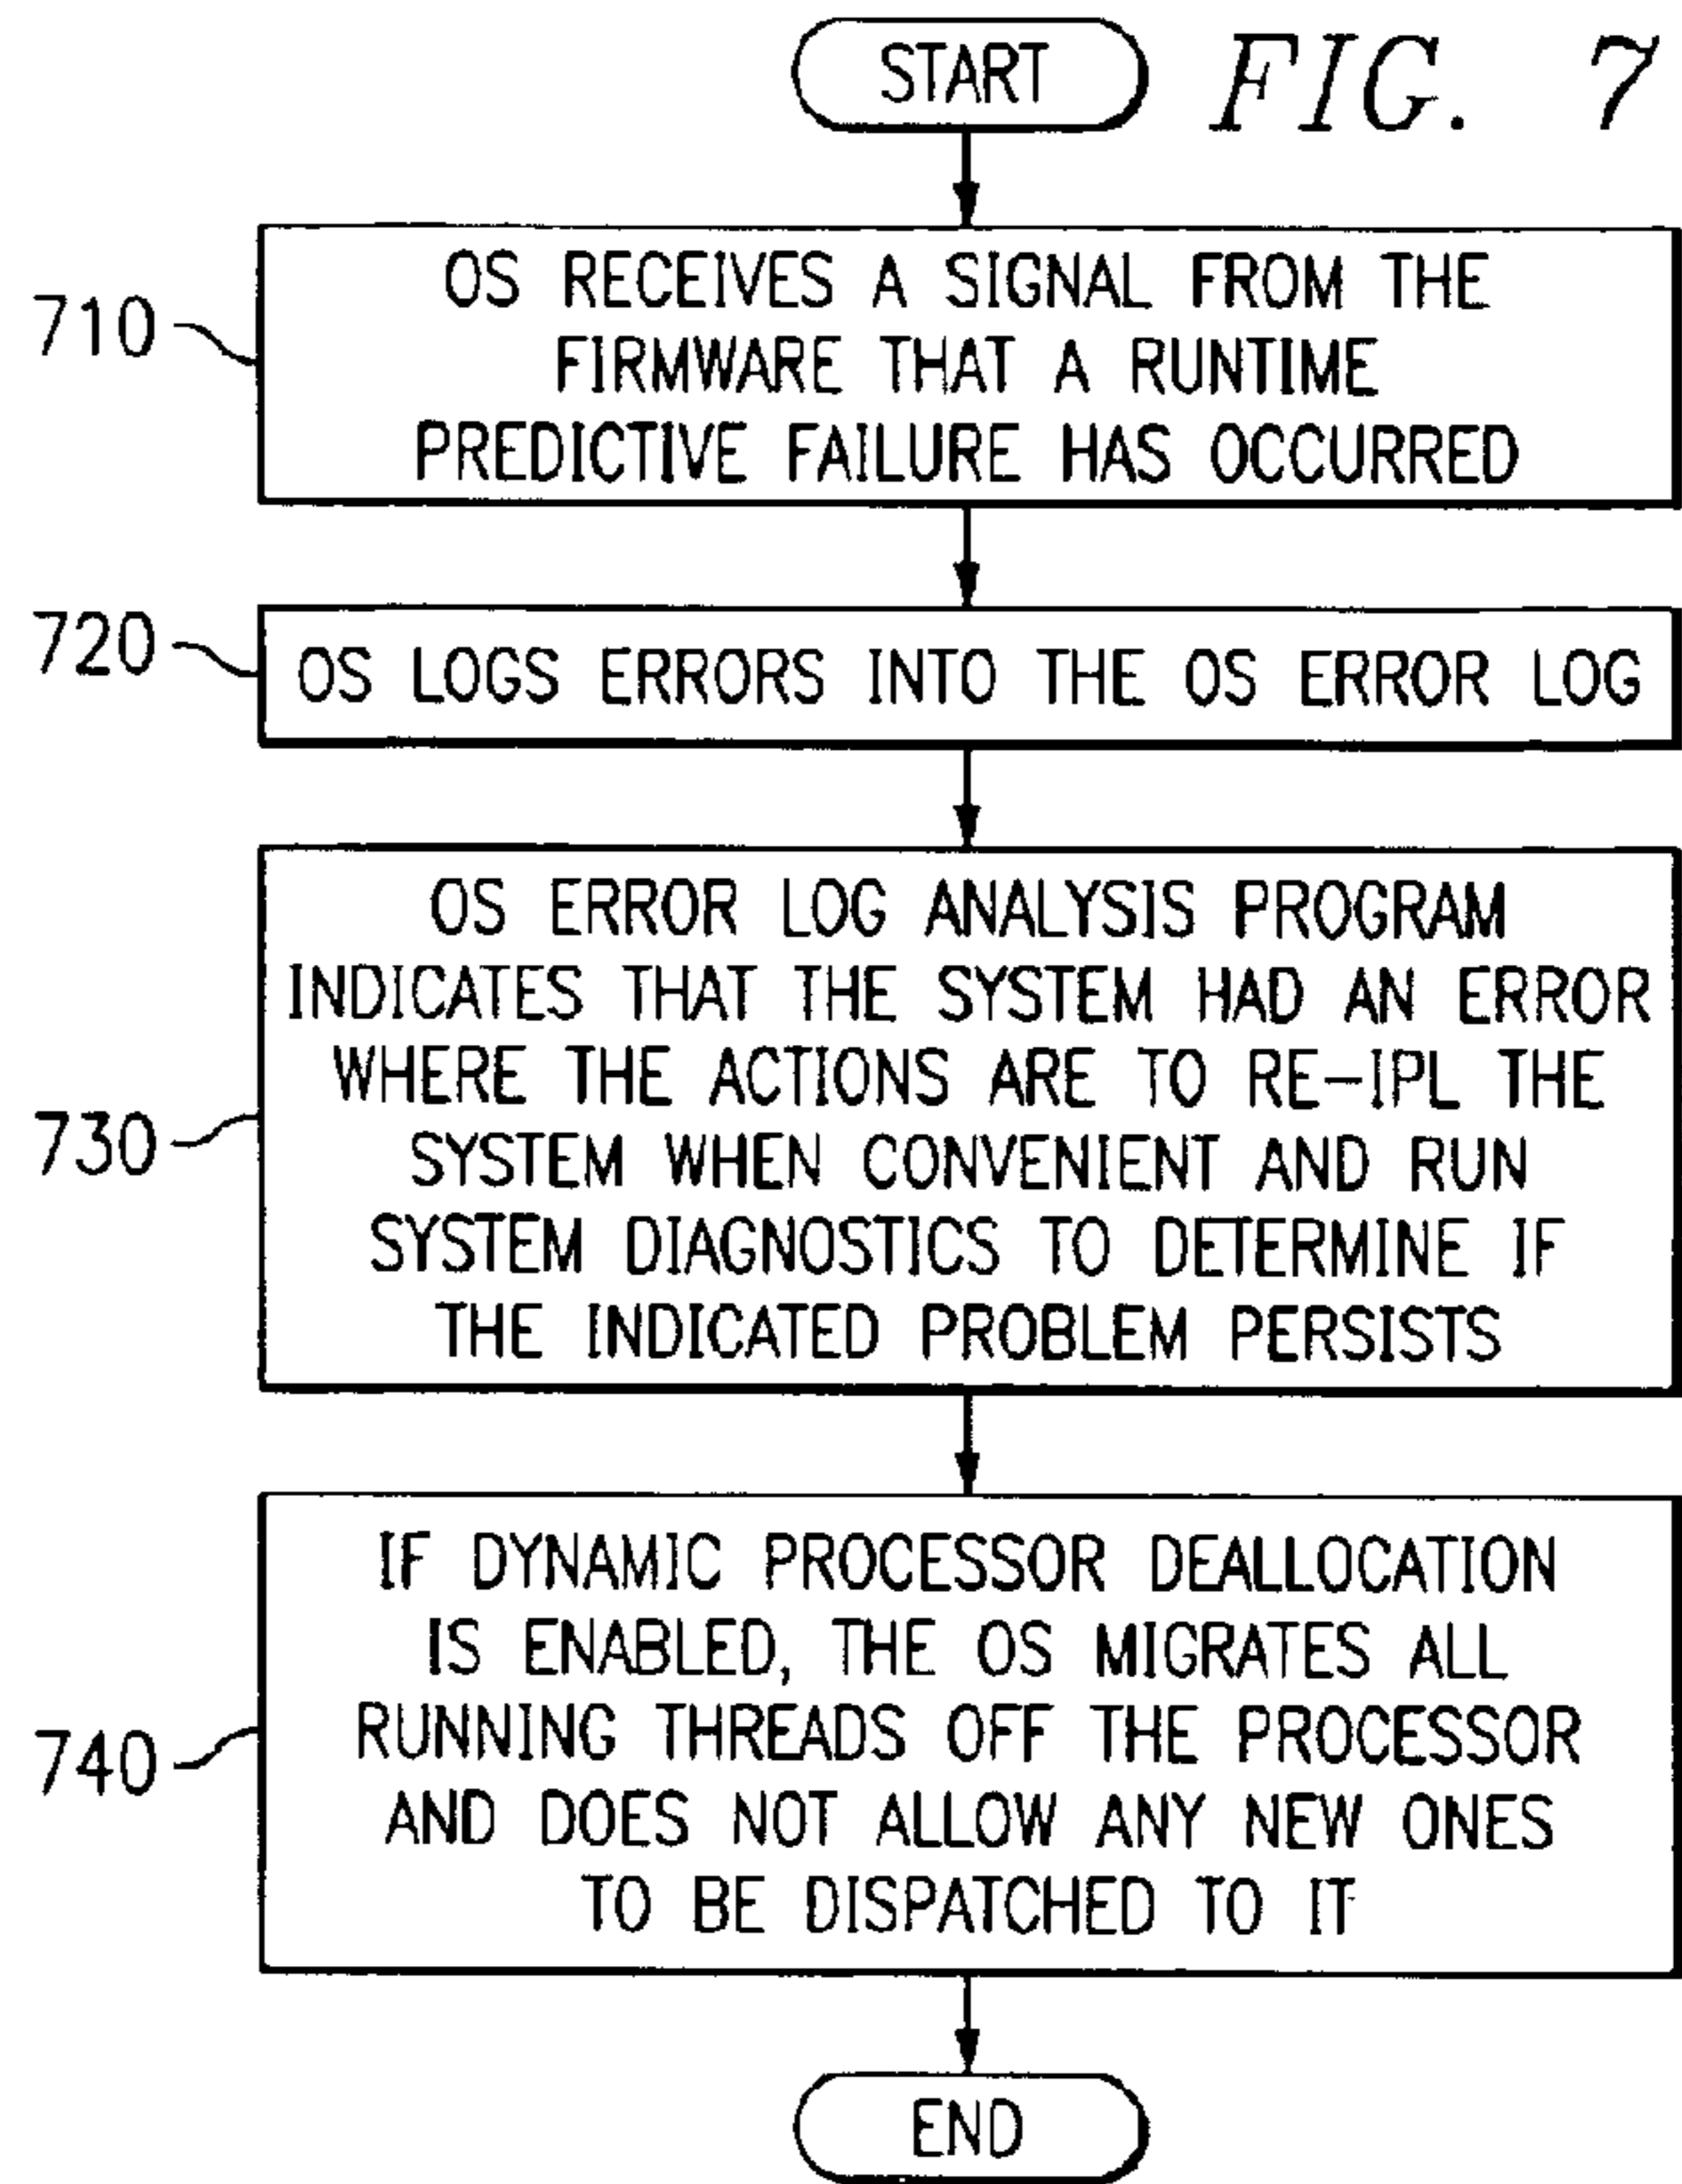 START
FIG. 7
710
OS RECEIVES A SIGNAL FROM THE
FIRMWARE THAT A RUNTIME
PREDICTIVE FAILURE HAS OCCURRED
720
OS LOGS ERRORS INTO THE OS ERROR LOG
730
OS ERROR LOG ANALYSIS PROGRAM
INDICATES THAT THE SYSTEM HAD AN ERROR
WHERE THE ACTIONS ARE TO RE-IPL THE
SYSTEM WHEN CONVENIENT AND RUN
SYSTEM DIAGNOSTICS TO DETERMINE IF
THE INDICATED PROBLEM PERSISTS
740
IF DYNAMIC PROCESSOR DEALLOCATION
IS ENABLED, THE OS MIGRATES ALL
RUNNING THREADS OFF THE PROCESSOR
AND DOES NOT ALLOW ANY NEW ONES
TO BE DISPATCHED TO IT
END